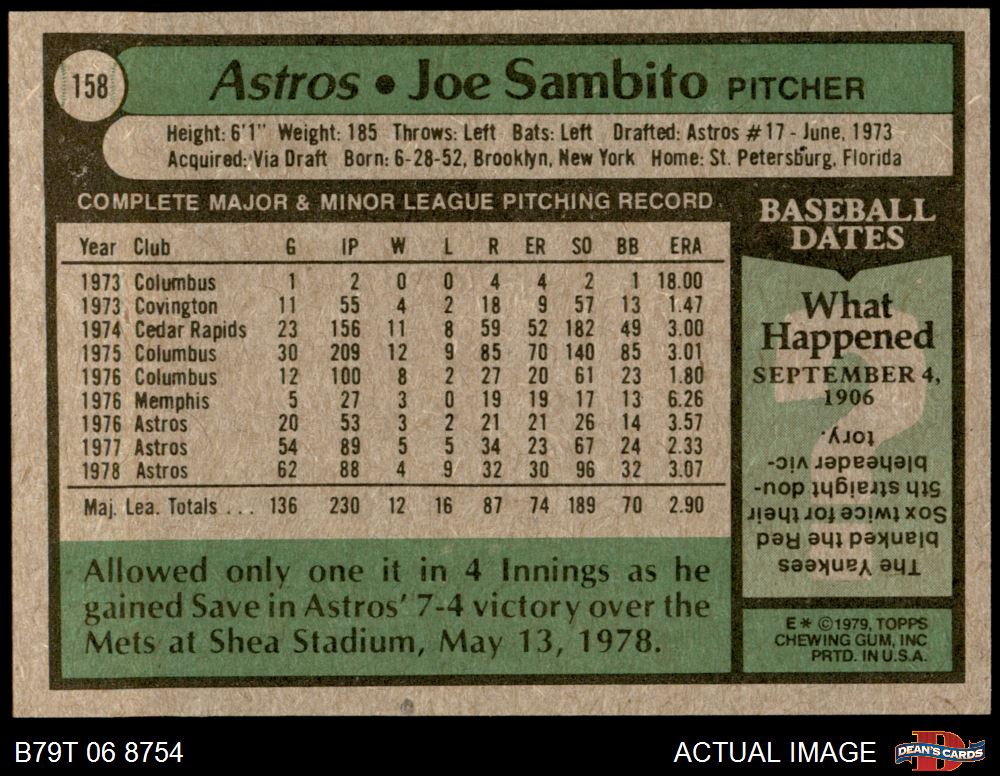 158
Astros • Joe Sambito PITCHER
Height: 6'1" Weight: 185 Throws: Left Bats: Left Drafted: Astros #17 - June, 1973
Acquired: Via Draft Born: 6-28-52, Brooklyn, New York Home: St. Petersburg, Florida
COMPLETE MAJOR & MINOR LEAGUE PITCHING RECORD.
Year Club G IP W L R ER SO BB ERA
1973 Columbus 1 2 0 0 4 4 2 1 18.00
1973 Covington 11 55 4 2 18 9 57 13 1.47
1974 Cedar Rapids 23 156 11 8 59 52 182 49 3.00
1975 Columbus 30 209 12 9 85 70 140 85 3.01
1976 Columbus 12 100 8 2 27 20 61 23 1.80
1976 Memphis 5 27 3 0 19 19 17 13 6.26
1976 Astros 20 53 3 2 21 21 26 14 3.57
1977 Astros 54 89 5 5 34 23 67 24 2.33
1978 Astros 62 88 4 9 32 30 96 32 3.07
Maj. Lea. Totals . . . 136 230 12 16 87 74 189 70 2.90
Allowed only one it in 4 Innings as he
gained Save in Astros' 7-4 victory over the
Mets at Shea Stadium, May 13, 1978.
BASEBALL
DATES
What
Happened
SEPTEMBER 4,
1906
The Yankees
blanked the Red
Sox twice for their
5th straight dou-
bleheader vic-
tory.
E* ©1979, TOPPS
CHEWING GUM, INC
PRTD. IN U.S.A.
B79T 06 8754
ACTUAL IMAGE
DEAN'S CARDS